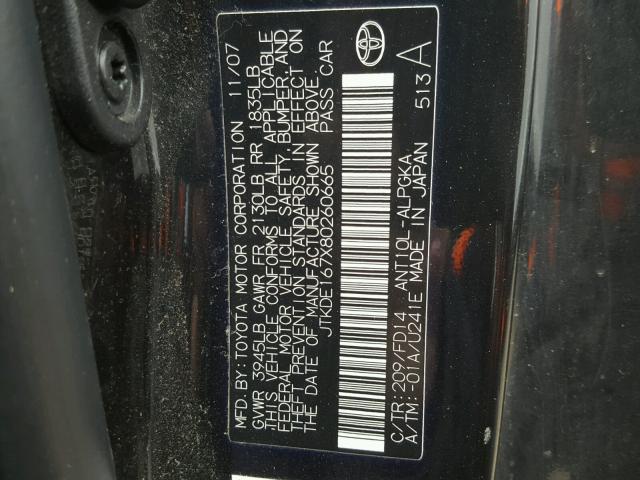 MFD. BY: TOYOTA MOTOR CORPORATION 11/07
GVWR 3945LB GAWR FR 2130LB RR 1835LB
THIS VEHICLE CONFORMS TO ALL APPLICABLE
FEDERAL MOTOR VEHICLE SAFETY, BUMPER, AND
THEFT PREVENTION STANDARDS IN EFFECT ON
THE DATE OF MANUFACTURE SHOWN ABOVE.
JTKDE167X80260665 PASS CAR
C/TR: 209/FD14 ANT10L-ALPGKA
A/TM: -01A/U241E MADE IN JAPAN 513 A